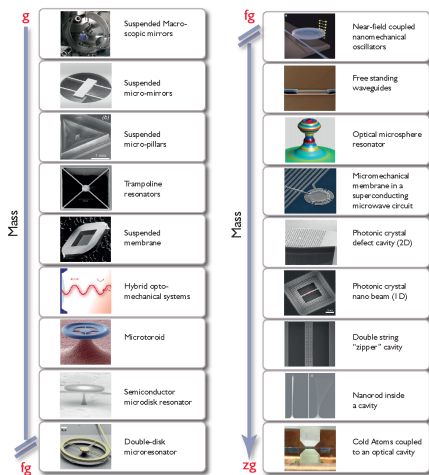 g
Suspended Macro-
scopic mirrors
Suspended
micro-mirrors
Suspended
micro-pillars
Trampoline
resonators
Suspended
membrane
Hybrid opto-
mechanical systems
Microtoroid
Semiconductor
microdisk resonator
Double-disk
microresonator
Mass
fg
fg
Near-field coupled
nanomechanical
oscillators
Free standing
waveguides
Optical microsphere
resonator
Micromechanical
membrane in a
superconducting
microwave circuit
Photonic crystal
defect cavity (2D)
Photonic crystal
nano beam (1D)
Double string
"zipper" cavity
Nanorod inside
a cavity
Cold Atoms coupled
to an optical cavity
Mass
zg